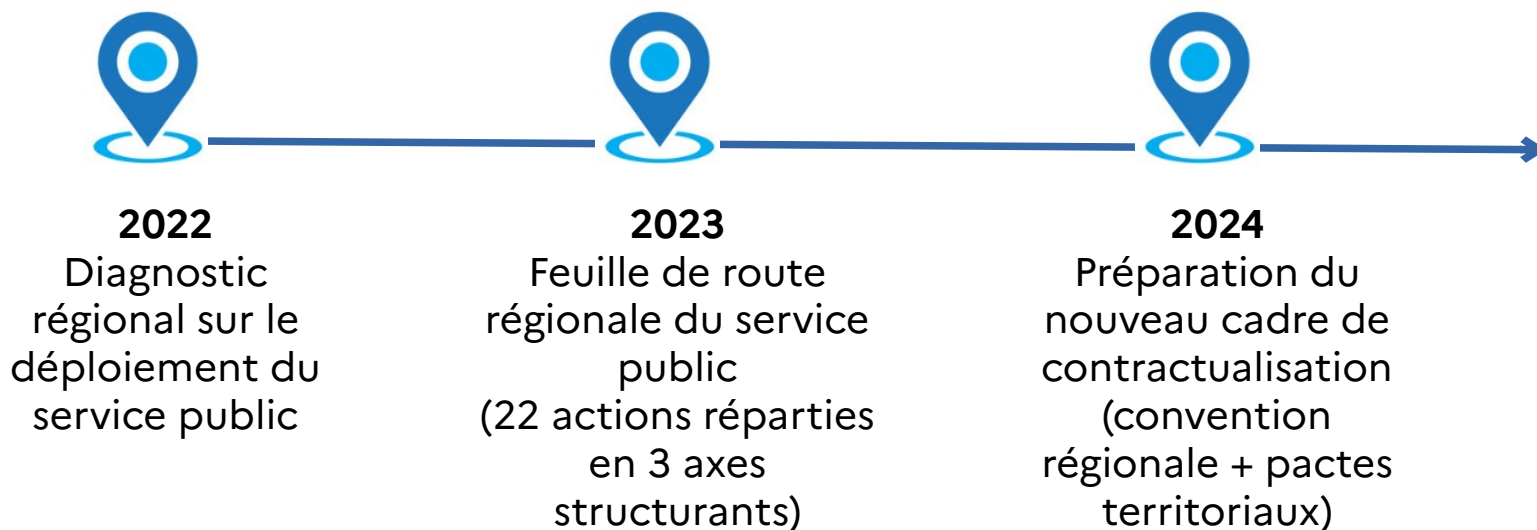 2022
Diagnostic
régional sur le
déploiement du
service public
2023
Feuille de route
régionale du service
public
(22 actions réparties
en 3 axes
structurants)
2024
Préparation du
nouveau cadre de
contractualisation
(convention
régionale + pactes
territoriaux)